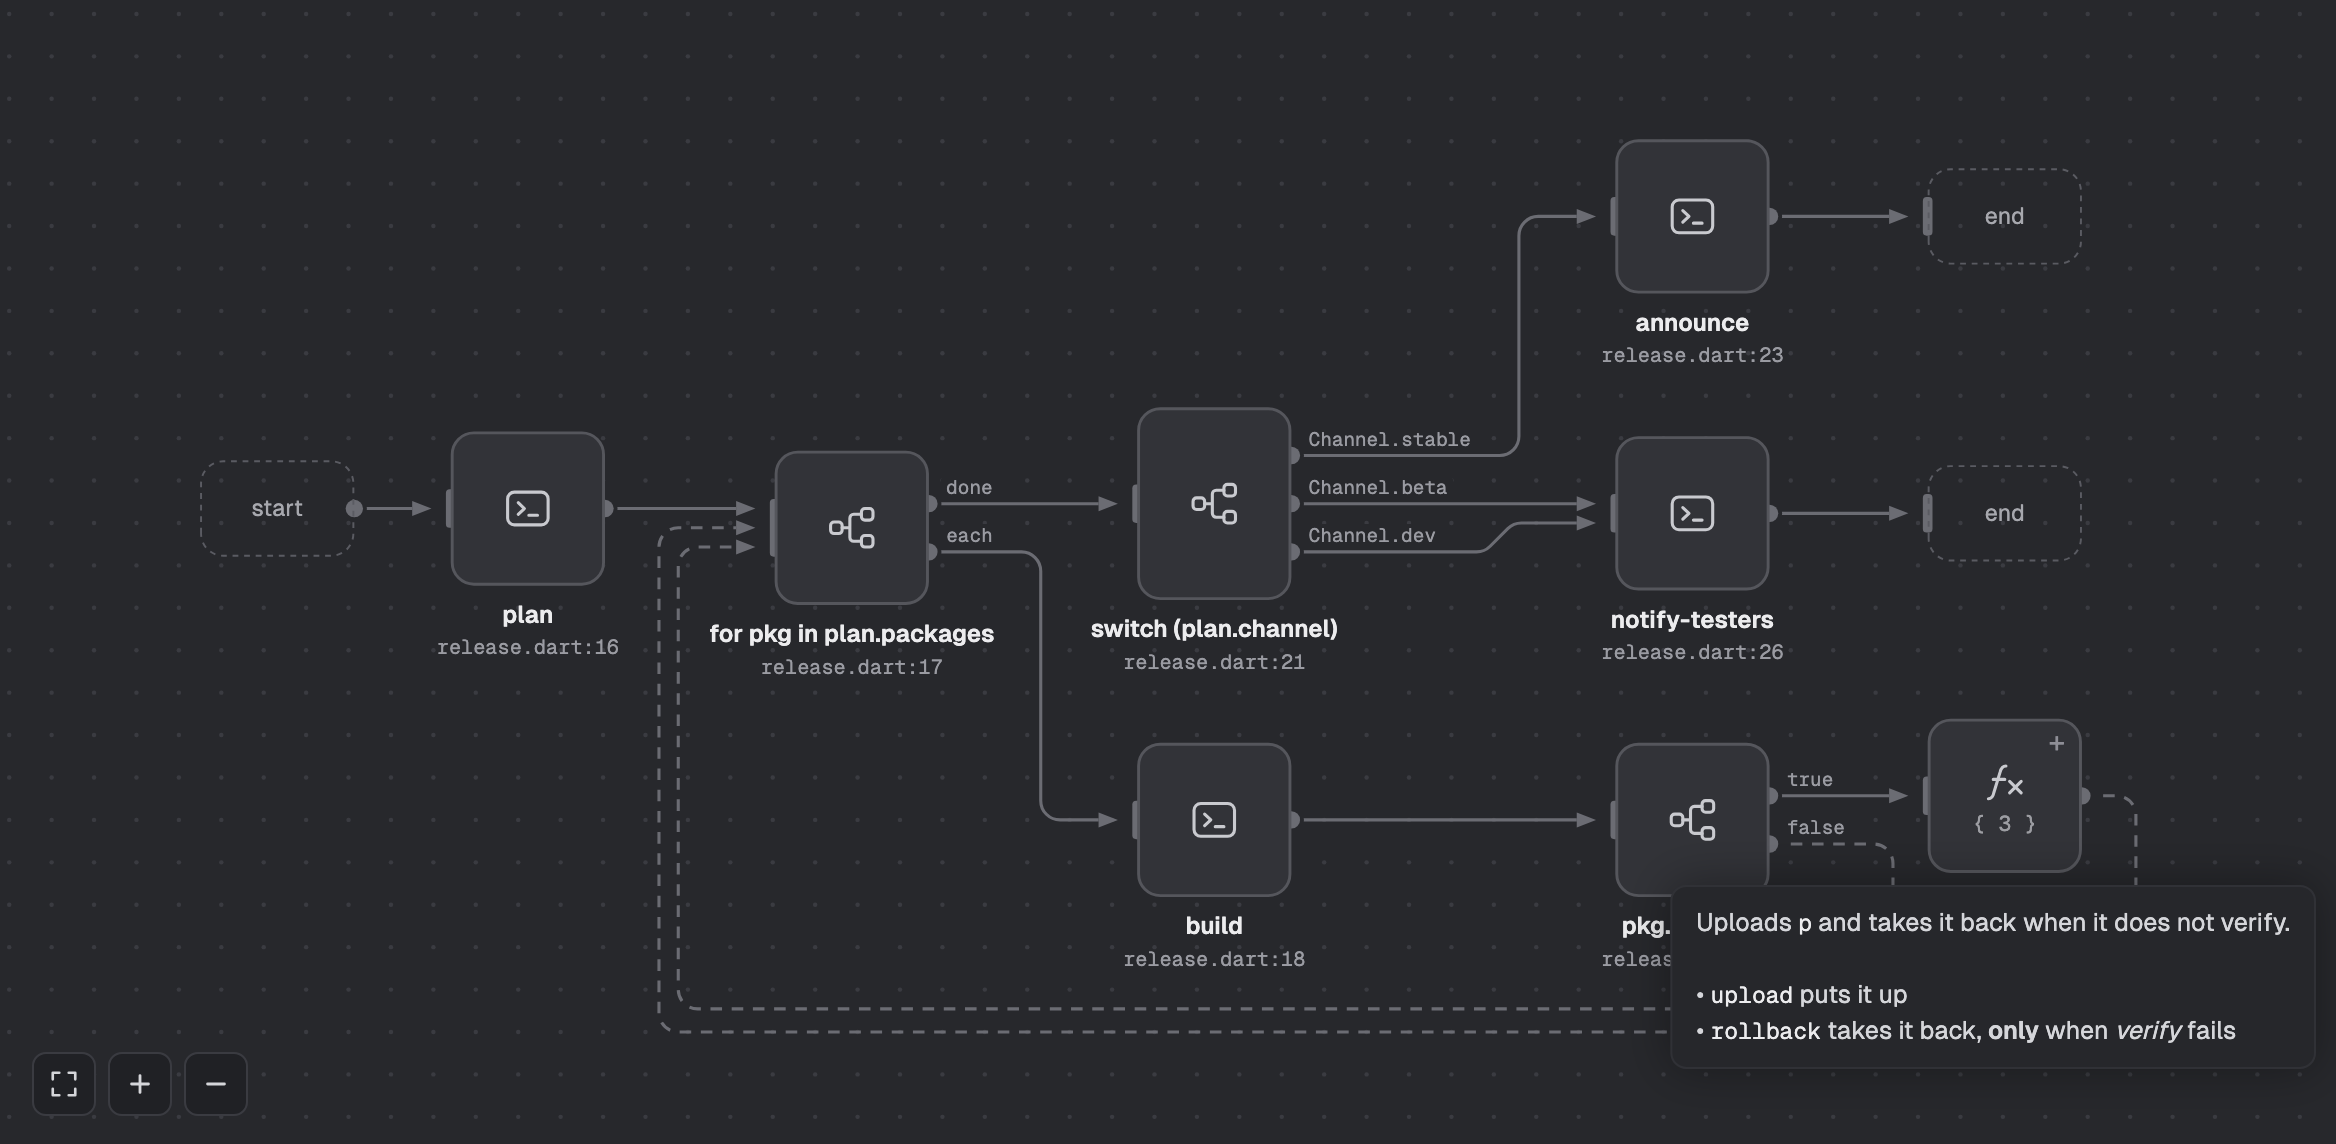 end
announce
release.dart:23
Channel.stable
start
done
Channel.beta
end
each
Channel.dev
plan
release.dart:16
for pkg in plan.packages
release.dart:17
switch (plan.channel)
release.dart:21
notify-testers
release.dart:26
+
true
fx
{ 3 }
false
build
release.dart:18
pkg.
releas
Uploads p and takes it back when it does not verify.
• upload puts it up
• rollback takes it back, only when verify fails